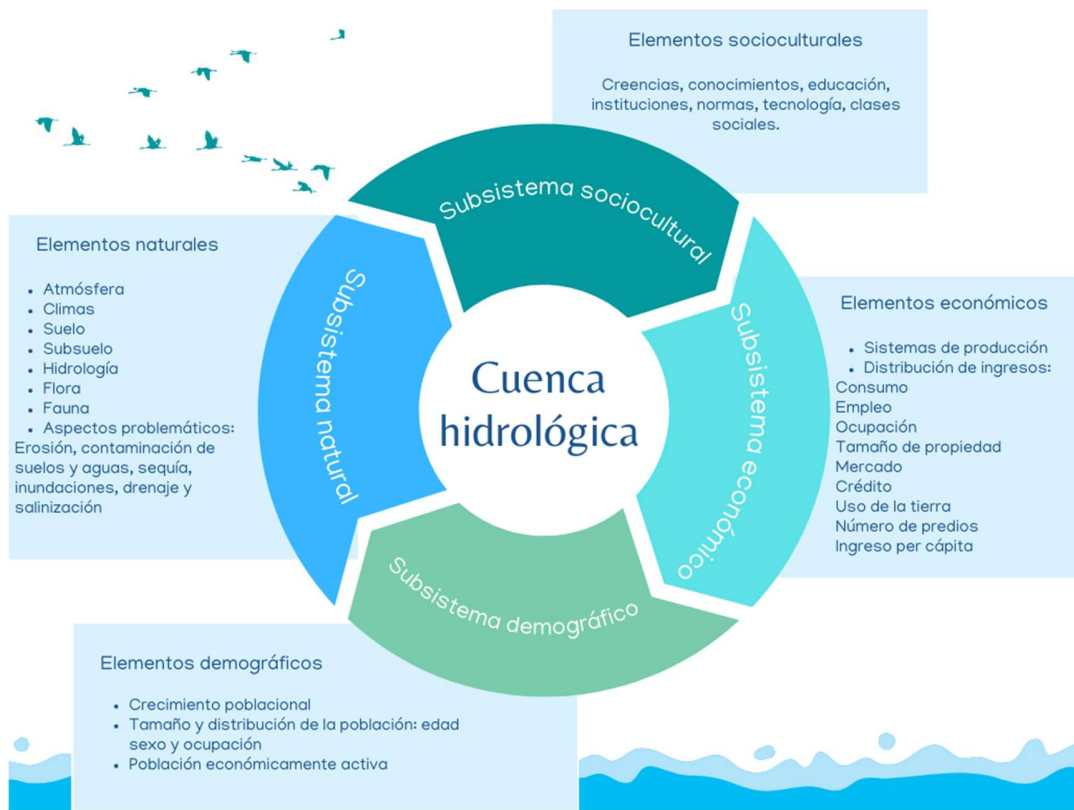 Elementos socioculturales
Creencias, conocimientos, educación,
instituciones, normas, tecnología, clases
sociales.
Subsistema sociocultural
Elementos naturales
• Atmósfera
• Climas
• Suelo
• Subsuelo
• Hidrología
• Flora
• Fauna
• Aspectos problemáticos:
Erosión, contaminación de
suelos y aguas, sequía,
inundaciones, drenaje y
salinización
Subsistema natural
Cuenca
hidrológica
Subsistema económico
Elementos económicos
• Sistemas de producción
• Distribución de ingresos:
Consumo
Empleo
Ocupación
Tamaño de propiedad
Mercado
Crédito
Uso de la tierra
Número de predios
Ingreso per cápita
Subsistema demográfico
Elementos demográficos
• Crecimiento poblacional
• Tamaño y distribución de la población: edad
sexo y ocupación
• Población económicamente activa